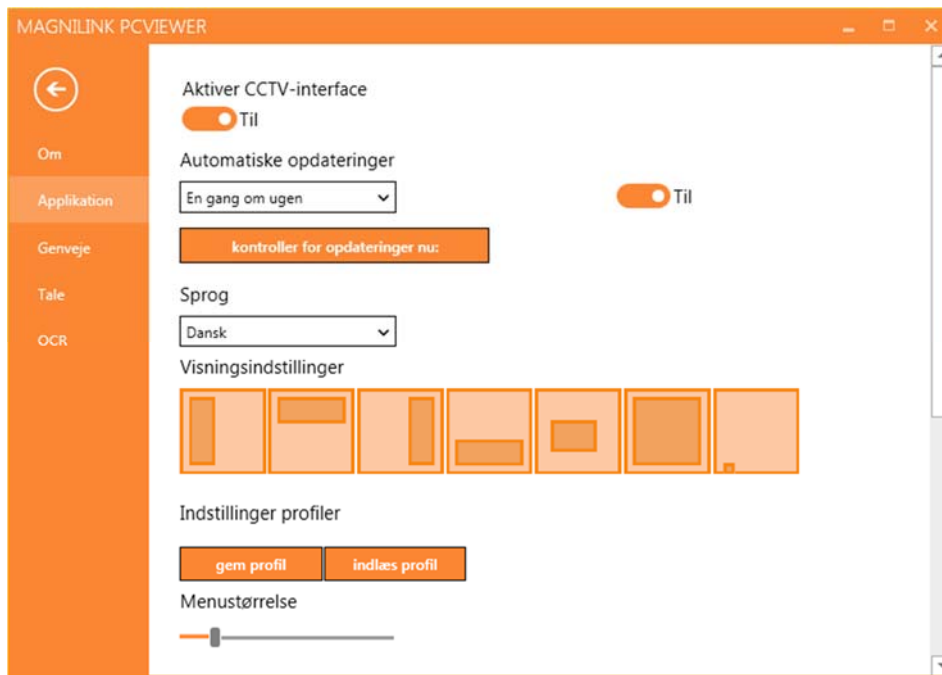 MAGNILINK PCVIEWER
Aktiver CCTV-interface
Til
Om
Automatiske opdateringer
Applikation
En gang om ugen
Til
Genveje
kontroller for opdateringer nu:
Tale
Sprog
OCR
Dansk
Visningsindstillinger
Indstillinger profiler
gem profil
indlæs profil
Menustørrelse